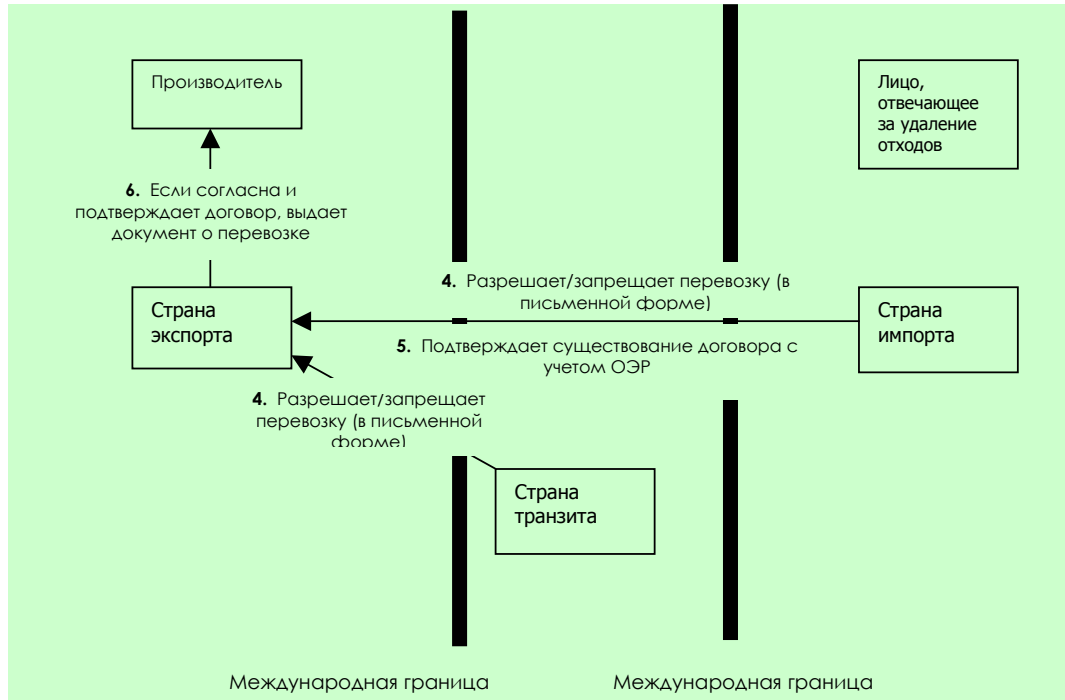 Производитель
Лицо,
отвечающее
за удаление
отходов
6. Если согласна и
подтверждает договор, выдает
документ о перевозке
4. Разрешает/запрещает перевозку (в
письменной форме)
Страна
экспорта
Страна
импорта
5. Подтверждает существование договора с
учетом ОЭР
4. Разрешает/запрещает
перевозку (в письменной
форме)
Страна
транзита
Международная граница
Международная граница